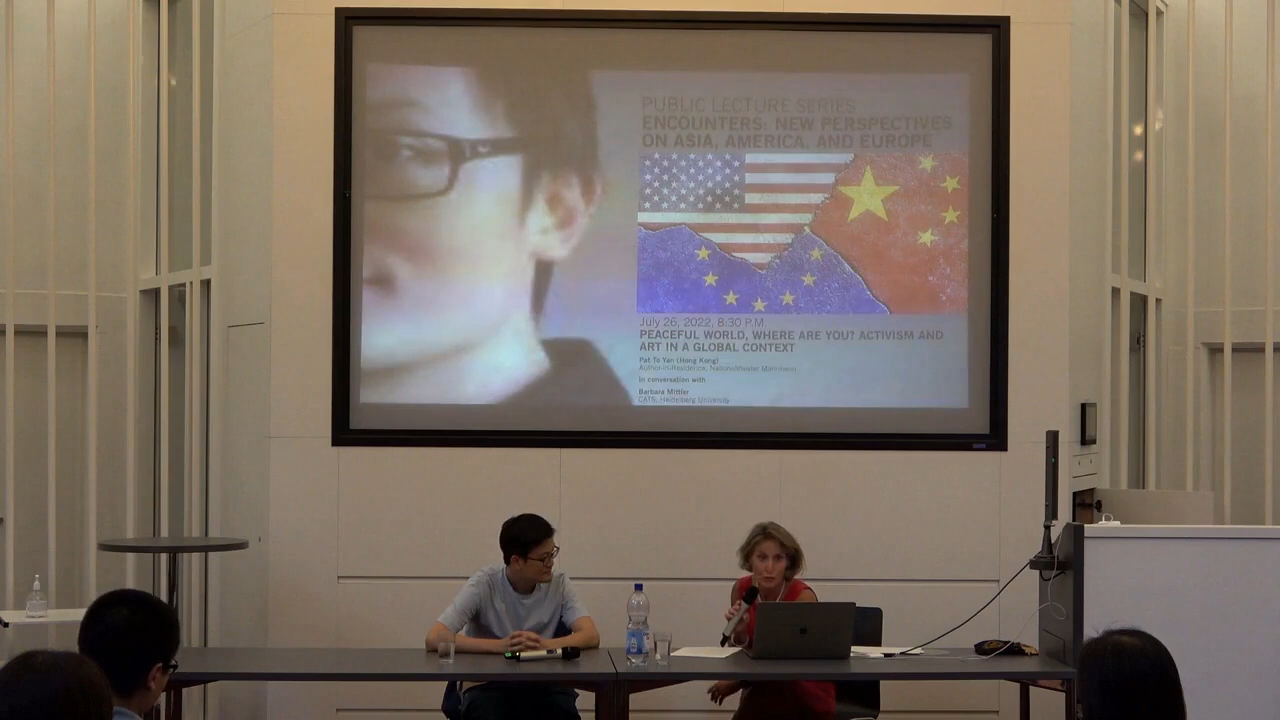 PUBLIC LECTURE SERIES
ENCOUNTERS: NEW PERSPECTIVES
ON ASIA, AMERICA, AND EUROPE
July 26, 2022, 8:30 P.M.
PEACEFUL WORLD, WHERE ARE YOU? ACTIVISM AND
ART IN A GLOBAL CONTEXT
Pat To Yan (Hong Kong)
Author-in-Residence, Nationaltheater Mannheim
In conversation with
Barbara Mittler
CATS, Heidelberg University